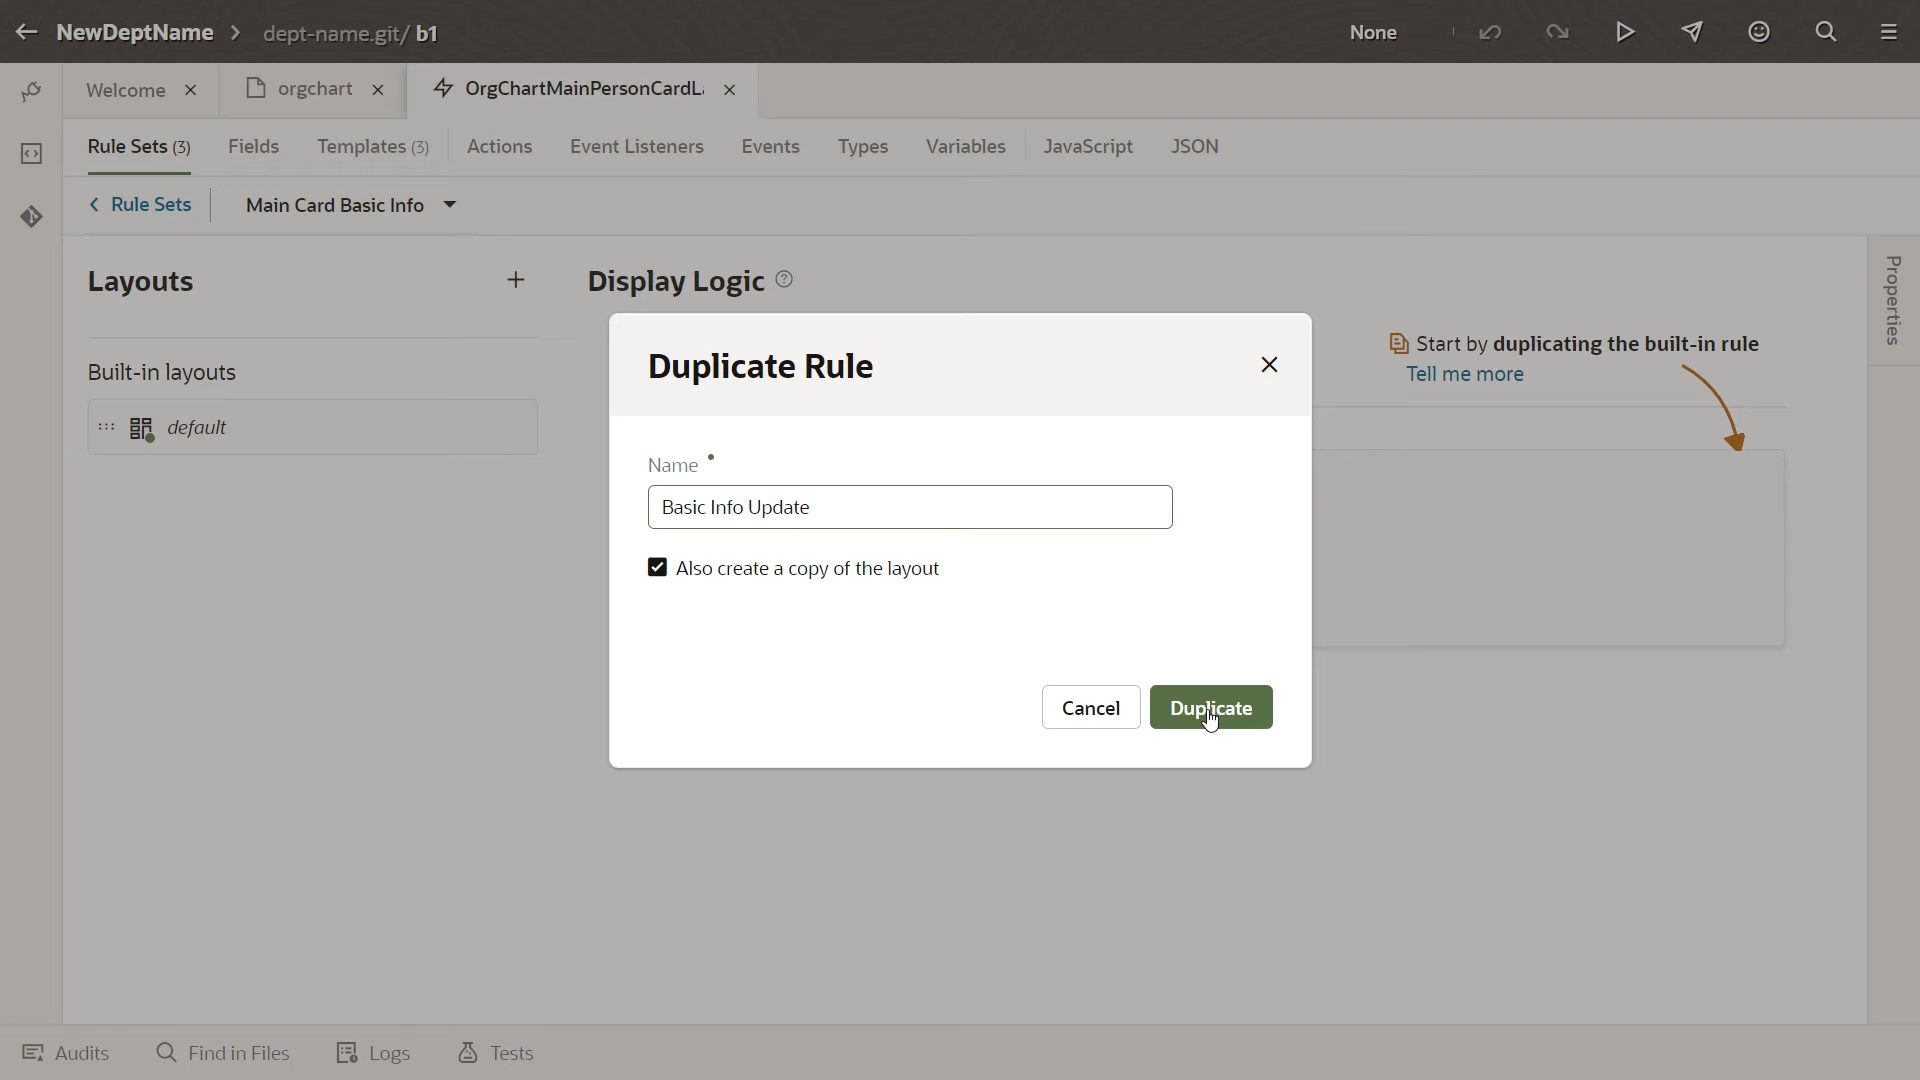 NewDeptName > dept-name.git/ b1 None
Welcome orgchart OrgChartMainPersonCardL
Rule Sets (3) Fields Templates (3) Actions Event Listeners Events Types Variables JavaScript JSON
Rule Sets Main Card Basic Info
Layouts + Display Logic ?
Properties
Duplicate Rule
Start by duplicating the built-in rule
Tell me more
Built-in layouts
default
Name
Basic Info Update
Also create a copy of the layout
Cancel Duplicate
Audits Find in Files Logs Tests